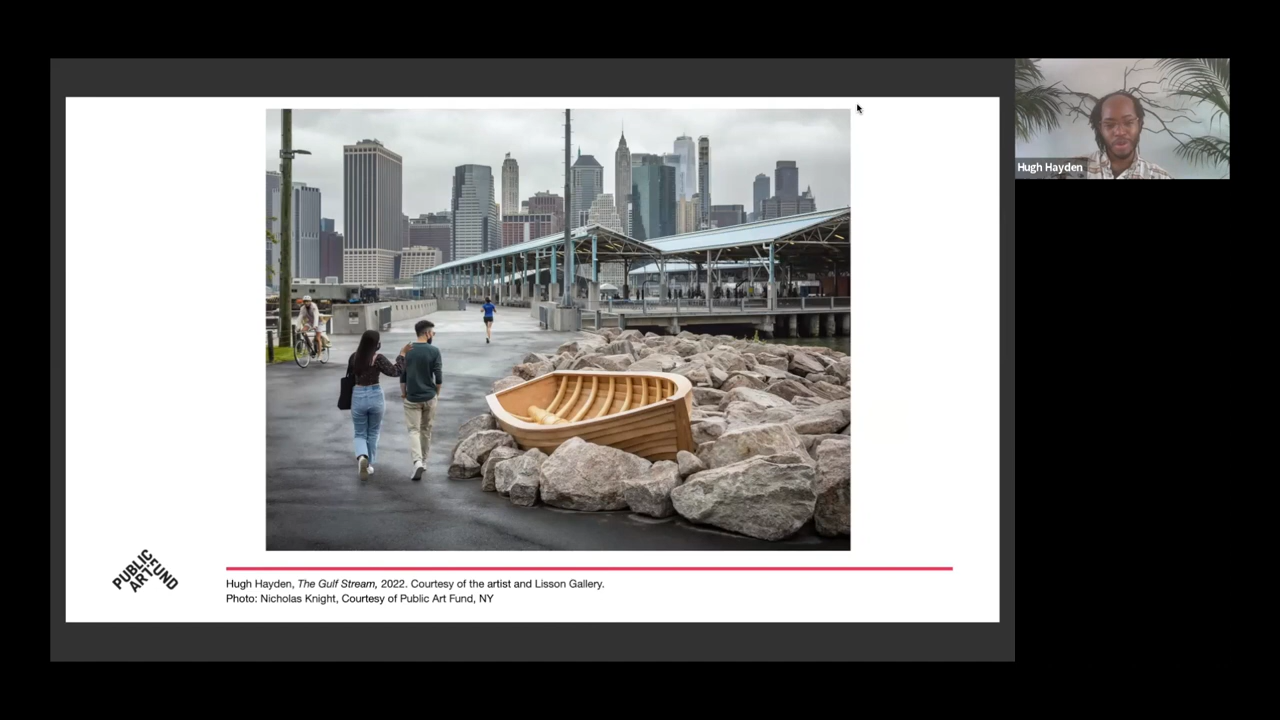 Hugh Hayden
PUBLIC
ART FUND
Hugh Hayden, The Gulf Stream, 2022. Courtesy of the artist and Lisson Gallery.
Photo: Nicholas Knight, Courtesy of Public Art Fund, NY